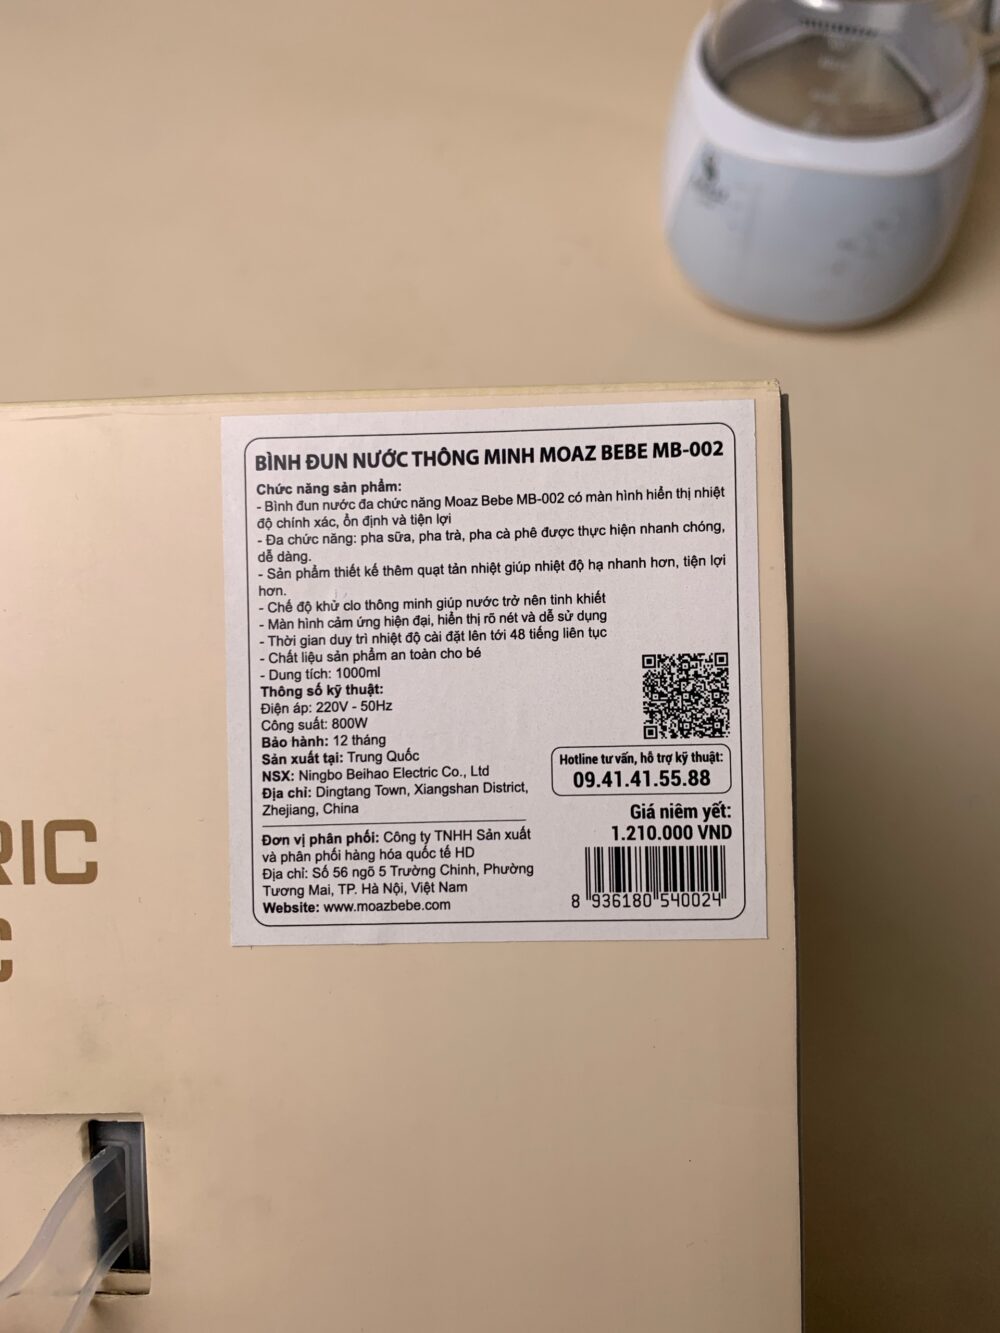 BÌNH ĐUN NƯỚC THÔNG MINH MOAZ BEBE MB-002
Chức năng sản phẩm:
- Bình đun nước đa chức năng Moaz Bebe MB-002 có màn hình hiển thị nhiệt
độ chính xác, ổn định và tiện lợi
- Đa chức năng: pha sữa, pha trà, pha cà phê được thực hiện nhanh chóng,
dễ dàng.
- Sản phẩm thiết kế thêm quạt tản nhiệt giúp nhiệt độ hạ nhanh hơn, tiện lợi
hơn.
- Chế độ khử clo thông minh giúp nước trở nên tinh khiết
- Màn hình cảm ứng hiện đại, hiển thị rõ nét và dễ sử dụng
- Thời gian duy trì nhiệt độ cài đặt lên tới 48 tiếng liên tục
- Chất liệu sản phẩm an toàn cho bé
- Dung tích: 1000ml
Thông số kỹ thuật:
Điện áp: 220V - 50Hz
Công suất: 800W
Bảo hành: 12 tháng
Sản xuất tại: Trung Quốc
NSX: Ningbo Beihao Electric Co., Ltd
Địa chỉ: Dingtang Town, Xiangshan District,
Zhejiang, China
Hotline tư vấn, hỗ trợ kỹ thuật:
09.41.41.55.88
Giá niêm yết:
1.210.000 VND
8 936180 540024
Đơn vị phân phối: Công ty TNHH Sản xuất
và phân phối hàng hóa quốc tế HD
Địa chỉ: Số 56 ngõ 5 Trường Chinh, Phường
Tương Mai, TP. Hà Nội, Việt Nam
Website: www.moazbebe.com
RIC
C